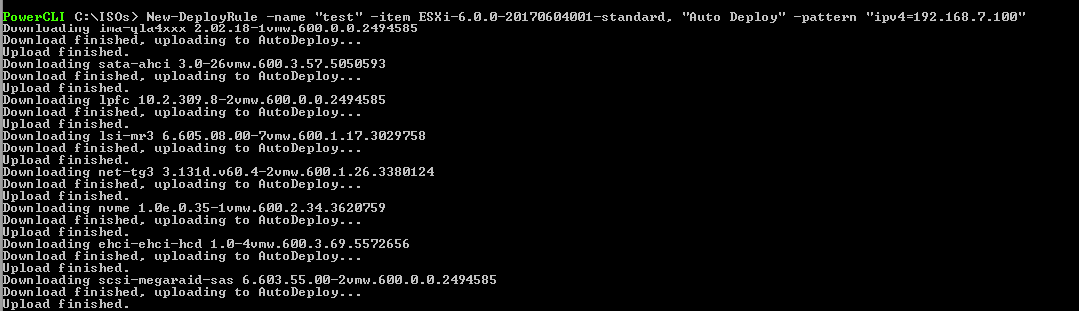 PowerCLI C:\ISOs> New-DeployRule -name "test" -item ESXi-6.0.0-20170604001-standard, "Auto Deploy" -pattern "ipv4=192.168.7.100"
Downloading ima-qla4xxx 2.02.18-1vmw.600.0.0.2494585
Download finished, uploading to AutoDeploy...
Upload finished.
Downloading sata-ahci 3.0-26vmw.600.3.57.5050593
Download finished, uploading to AutoDeploy...
Upload finished.
Downloading lpfc 10.2.309.8-2vmw.600.0.0.2494585
Download finished, uploading to AutoDeploy...
Upload finished.
Downloading lsi-mr3 6.605.08.00-7vmw.600.1.17.3029758
Download finished, uploading to AutoDeploy...
Upload finished.
Downloading net-tg3 3.131d.v60.4-2vmw.600.1.26.3380124
Download finished, uploading to AutoDeploy...
Upload finished.
Downloading nvme 1.0e.0.35-1vmw.600.2.34.3620759
Download finished, uploading to AutoDeploy...
Upload finished.
Downloading ehci-ehci-hcd 1.0-4vmw.600.3.69.5572656
Download finished, uploading to AutoDeploy...
Upload finished.
Downloading scsi-megaraid-sas 6.603.55.00-2vmw.600.0.0.2494585
Download finished, uploading to AutoDeploy...
Upload finished.